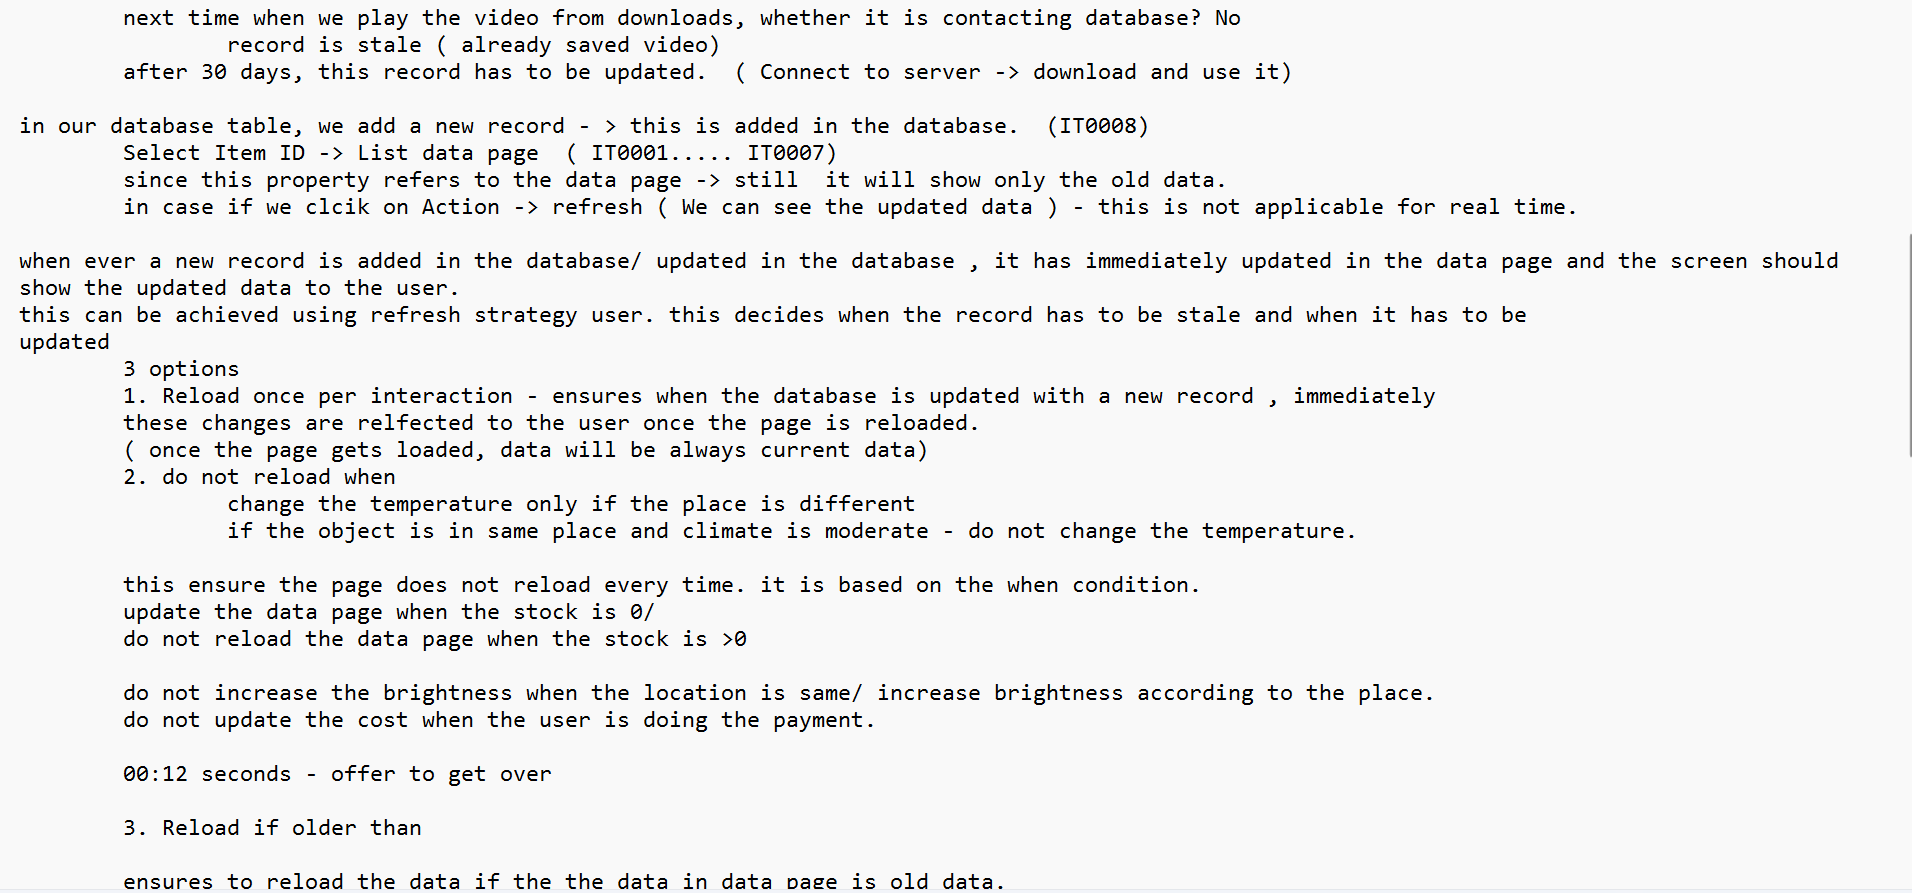 next time when we play the video from downloads, whether it is contacting database? No
record is stale ( already saved video)
after 30 days, this record has to be updated.  ( Connect to server -> download and use it)
in our database table, we add a new record - > this is added in the database.  (IT0008)
Select Item ID -> List data page  ( IT0001..... IT0007)
since this property refers to the data page -> still  it will show only the old data.
in case if we clcik on Action -> refresh ( We can see the updated data ) - this is not applicable for real time.
when ever a new record is added in the database/ updated in the database , it has immediately updated in the data page and the screen should
show the updated data to the user.
this can be achieved using refresh strategy user. this decides when the record has to be stale and when it has to be
updated
3 options
1. Reload once per interaction - ensures when the database is updated with a new record , immediately
these changes are relfected to the user once the page is reloaded.
( once the page gets loaded, data will be always current data)
2. do not reload when
change the temperature only if the place is different
if the object is in same place and climate is moderate - do not change the temperature.
this ensure the page does not reload every time. it is based on the when condition.
update the data page when the stock is 0/
do not reload the data page when the stock is >0
do not increase the brightness when the location is same/ increase brightness according to the place.
do not update the cost when the user is doing the payment.
00:12 seconds - offer to get over
3. Reload if older than
ensures to reload the data if the the data in data page is old data.